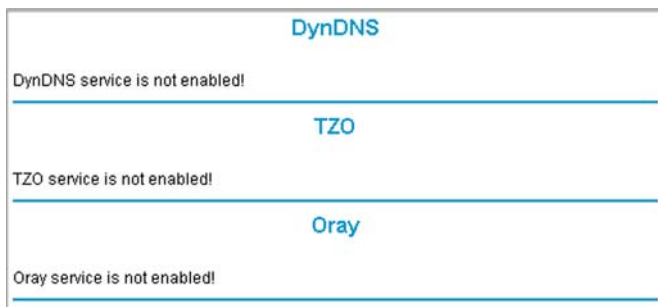 DynDNS
DynDNS service is not enabled!
TZO
TZO service is not enabled!
Oray
Oray service is not enabled!